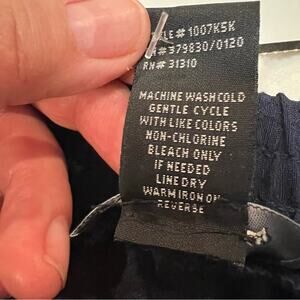 # 1007K5K
# 379830/0120
RN# 31310
MACHINE WASH COLD
GENTLE CYCLE
WITH LIKE COLORS
NON-CHLORINE
BLEACH ONLY
IF NEEDED
LINE DRY
WARM IRON ON
REVERSE